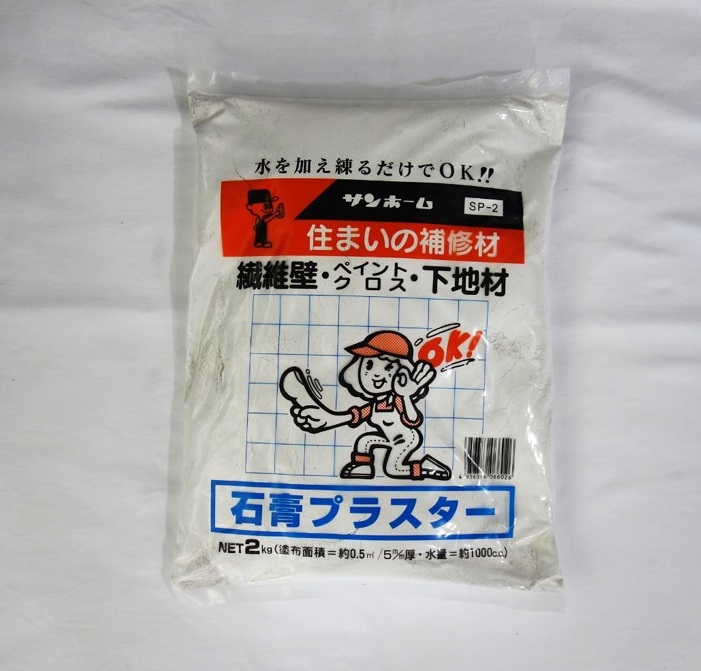 水を加え練るだけでOK!!
サンホーム SP-2
住まいの補修材
繊維壁・ペイント クロス・下地材
OK!
石膏プラスター
NET2kg(塗布面積=約0.5㎡/5㎜厚・水量=約1000c.c.)